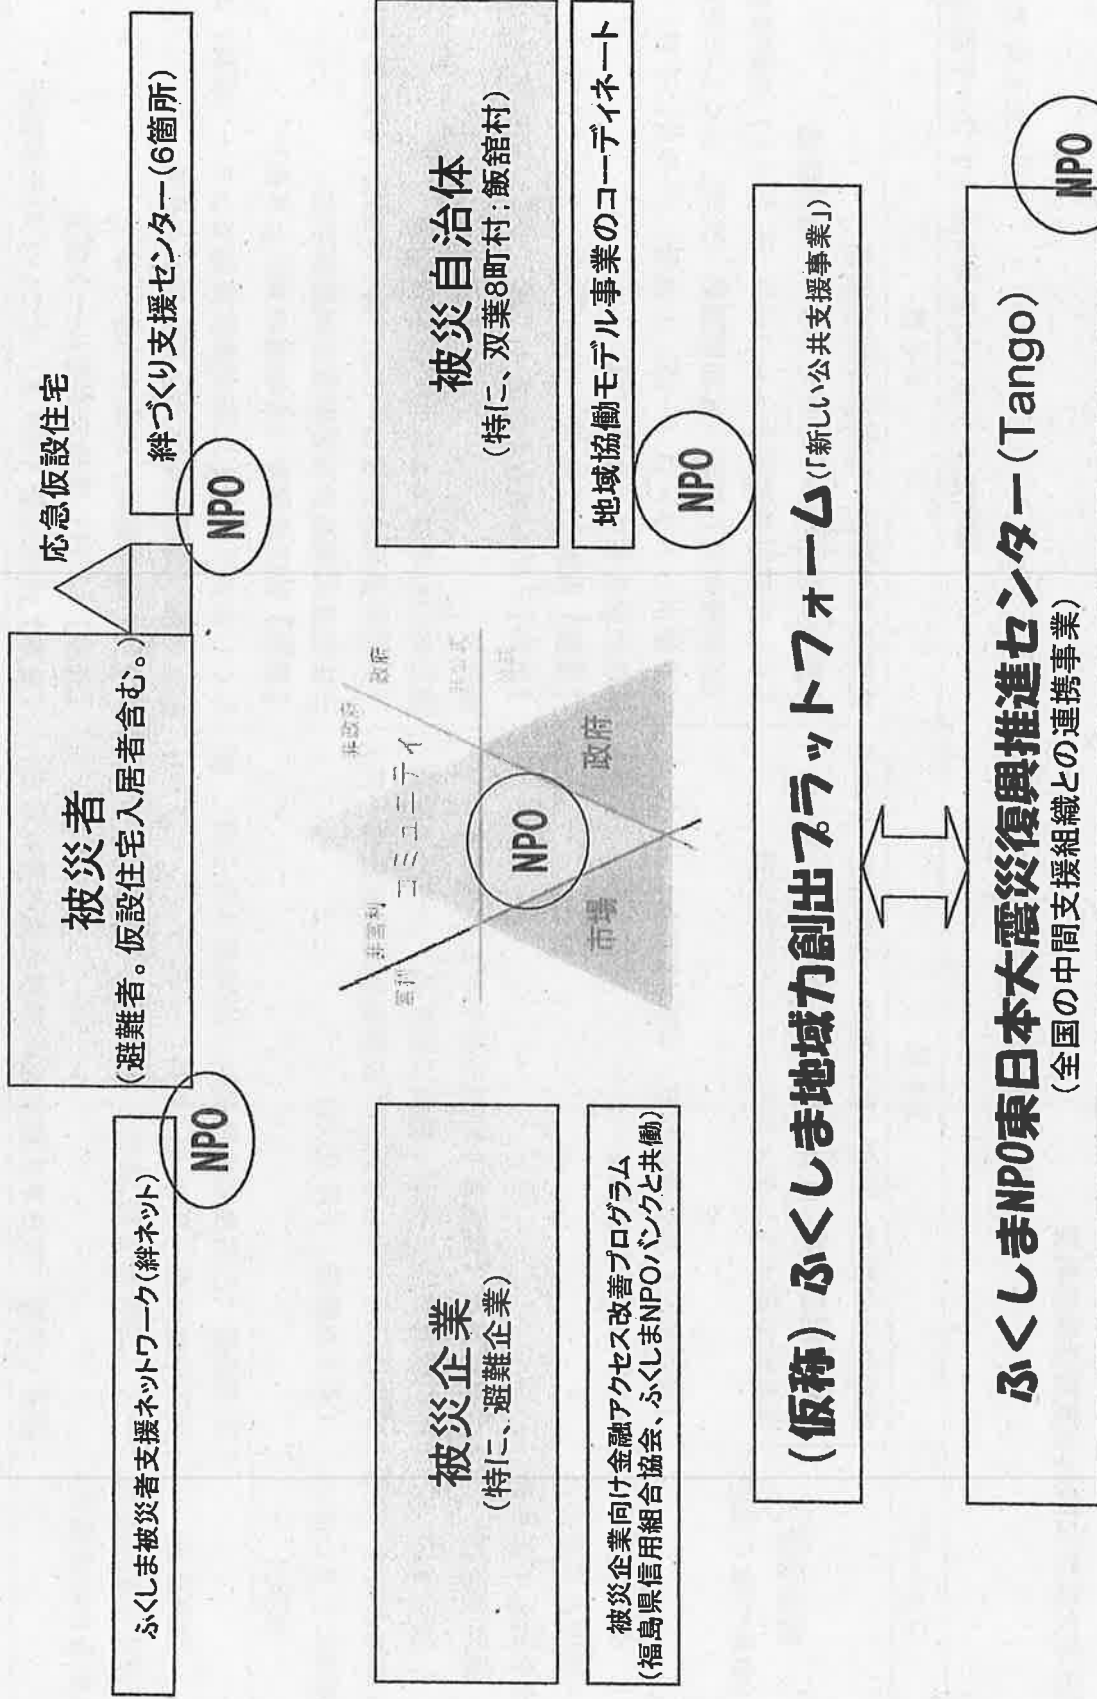 応急仮設住宅
被災者
(避難者。仮設住宅入居者含む。)
ふくしま被災者支援ネットワーク(絆ネット)
NPO
絆づくり支援センター(6箇所)
NPO
被災企業
(特に、避難企業)
被災企業向け金融アクセス改善プログラム
(福島県信用組合協会、ふくしまNPOバンクと共働)
非営利
営利
コミュニティ
非政府
政府
NPO
市場
政府
被災自治体
(特に、双葉8町村;飯舘村)
地域協働モデル事業のコーディネート
NPO
(仮称)ふくしま地域力創出プラットフォーム(「新しい公共支援事業」)
ふくしまNPO東日本大震災復興推進センター(Tango)
(全国の中間支援組織との連携事業)
NPO